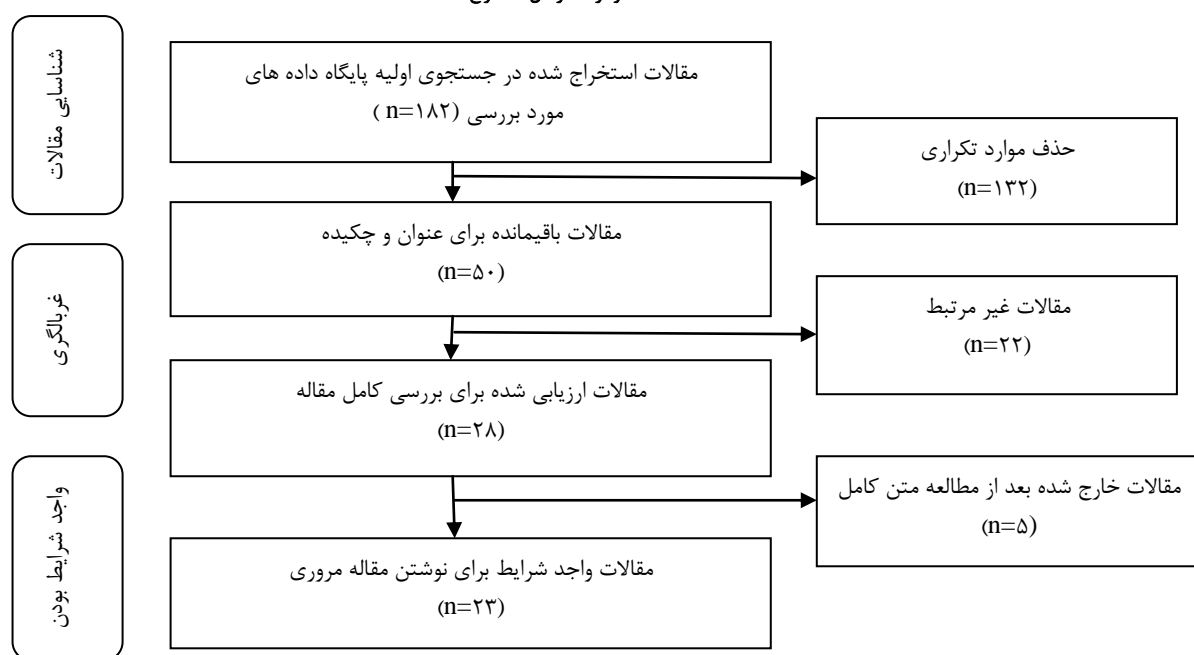 شناسایی مقالات
مقالات استخراج شده در جستجوی اولیه پایگاه داده های
مورد بررسی (n=۱۸۲ )
حذف موارد تکراری
(n=۱۳۲)
مقالات باقیمانده برای عنوان و چکیده
(n=۵۰)
غربالگری
مقالات غیر مرتبط
(n=۲۲)
مقالات ارزیابی شده برای بررسی کامل مقاله
(n=۲۸)
واجد شرایط بودن
مقالات خارج شده بعد از مطالعه متن کامل
(n=۵)
مقالات واجد شرایط برای نوشتن مقاله مروری
(n=۲۳)